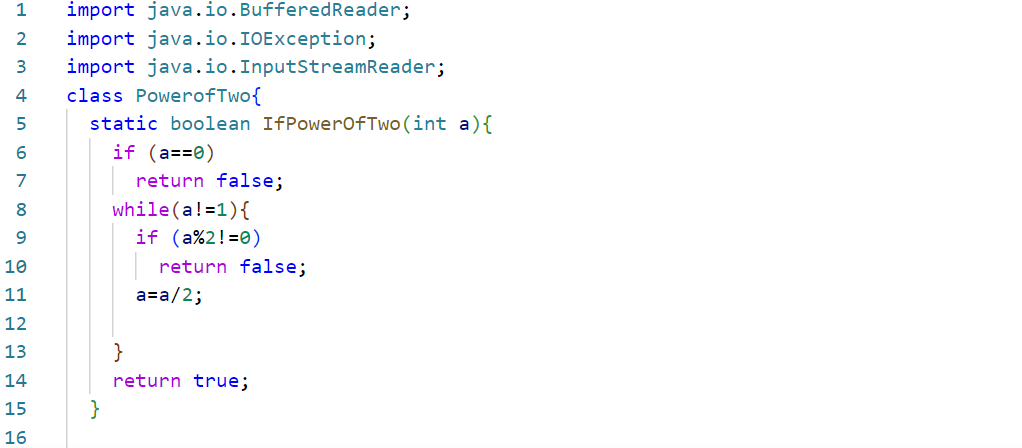 1 import java.io.BufferedReader;
2 import java.io.IOException;
3 import java.io.InputStreamReader;
4 class PowerofTwo{
5 static boolean IfPowerOfTwo(int a){
6 if (a==0)
7 return false;
8 while(a!=1){
9 if (a%2!=0)
10 return false;
11 a=a/2;
12
13 }
14 return true;
15 }
16